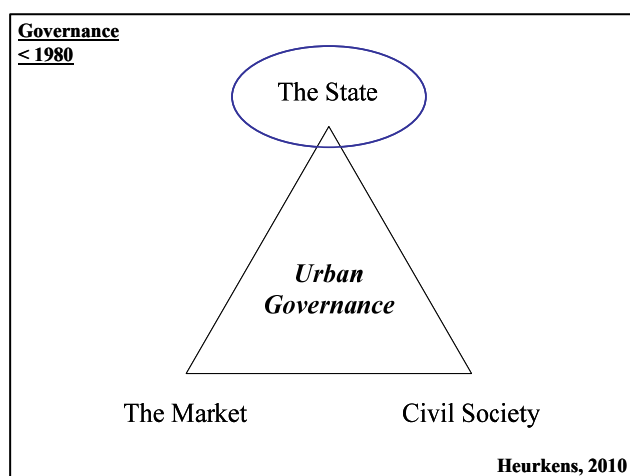 Governance
< 1980
The State
Urban
Governance
The Market
Civil Society
Heurkens, 2010